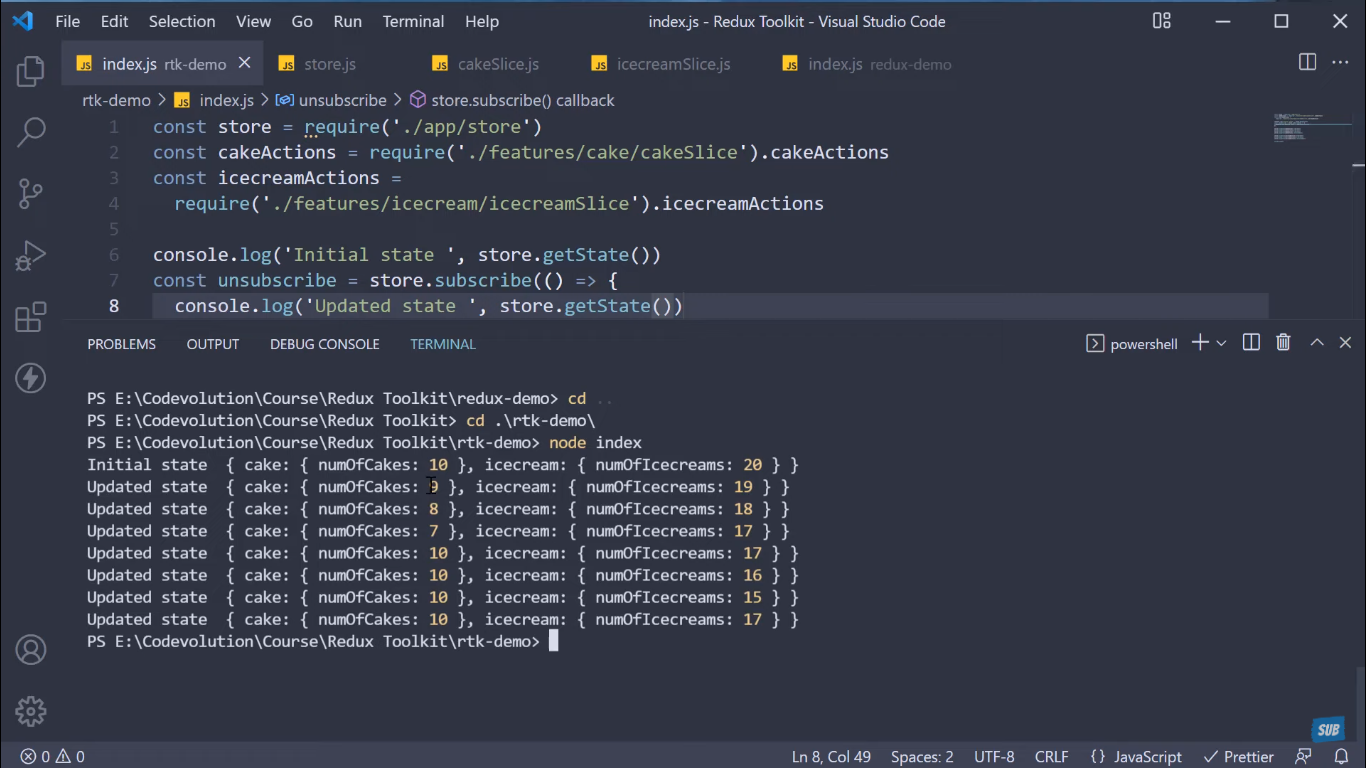 File Edit Selection View Go Run Terminal Help index.js - Redux Toolkit - Visual Studio Code
JS index.js rtk-demo JS store.js JS cakeSlice.js JS icecreamSlice.js JS index.js redux-demo
rtk-demo > JS index.js > unsubscribe > store.subscribe() callback
1 const store = require('./app/store')
2 const cakeActions = require('./features/cake/cakeSlice').cakeActions
3 const icecreamActions =
4 require('./features/icecream/icecreamSlice').icecreamActions
5
6 console.log('Initial state ', store.getState())
7 const unsubscribe = store.subscribe(() => {
8 console.log('Updated state ', store.getState())
PROBLEMS OUTPUT DEBUG CONSOLE TERMINAL powershell
PS E:\Codevolution\Course\Redux Toolkit\redux-demo> cd ..
PS E:\Codevolution\Course\Redux Toolkit> cd .\rtk-demo\
PS E:\Codevolution\Course\Redux Toolkit\rtk-demo> node index
Initial state { cake: { numOfCakes: 10 }, icecream: { numOfIcecreams: 20 } }
Updated state { cake: { numOfCakes: 9 }, icecream: { numOfIcecreams: 19 } }
Updated state { cake: { numOfCakes: 8 }, icecream: { numOfIcecreams: 18 } }
Updated state { cake: { numOfCakes: 7 }, icecream: { numOfIcecreams: 17 } }
Updated state { cake: { numOfCakes: 10 }, icecream: { numOfIcecreams: 17 } }
Updated state { cake: { numOfCakes: 10 }, icecream: { numOfIcecreams: 16 } }
Updated state { cake: { numOfCakes: 10 }, icecream: { numOfIcecreams: 15 } }
Updated state { cake: { numOfCakes: 10 }, icecream: { numOfIcecreams: 17 } }
PS E:\Codevolution\Course\Redux Toolkit\rtk-demo>
SUB
0 0 Ln 8, Col 49 Spaces: 2 UTF-8 CRLF {} JavaScript Prettier